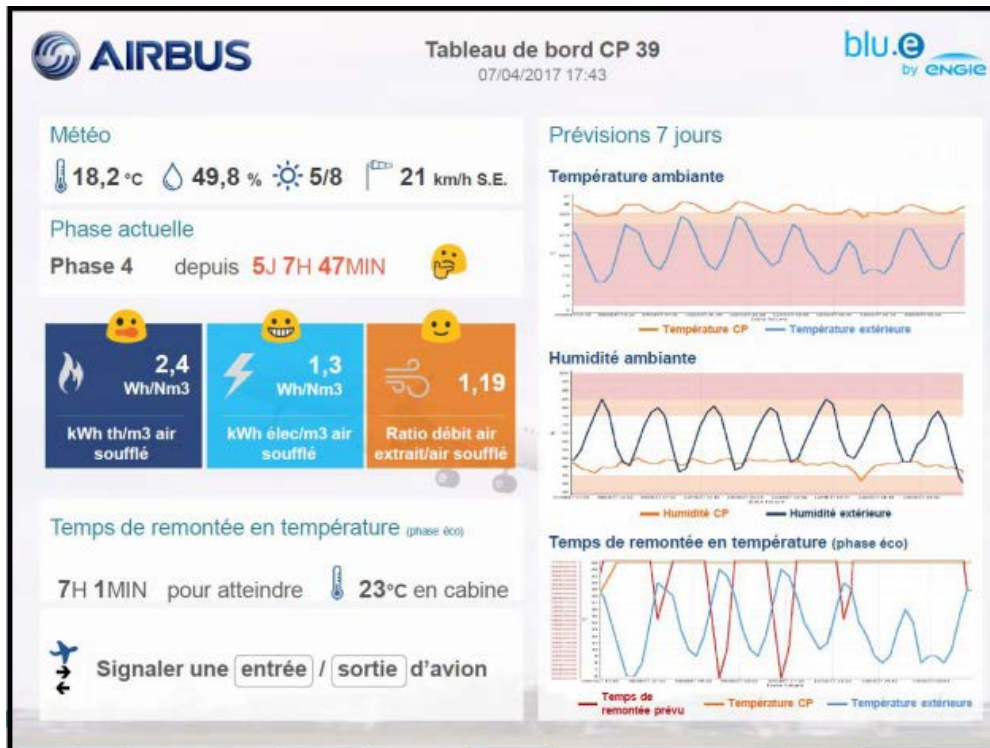 AIRBUS
Tableau de bord CP 39
07/04/2017 17:43
blu.e
by ENGIE
Météo
18,2 °C 49,8 % 5/8 21 km/h S.E.
Phase actuelle
Phase 4 depuis 5J 7H 47MIN
2,4
Wh/Nm3
kWh th/m3 air
soufflé
1,3
Wh/Nm3
kWh élec/m3 air
soufflé
1,19
Ratio débit air
extrait/air soufflé
Temps de remontée en température (phase éco)
7H 1MIN pour atteindre 23°C en cabine
Signaler une entrée / sortie d'avion
Prévisions 7 jours
Température ambiante
Température CP Température extérieure
Humidité ambiante
Humidité CP Humidité extérieure
Temps de remontée en température (phase éco)
Temps de
remontée prévu Température CP Température extérieure